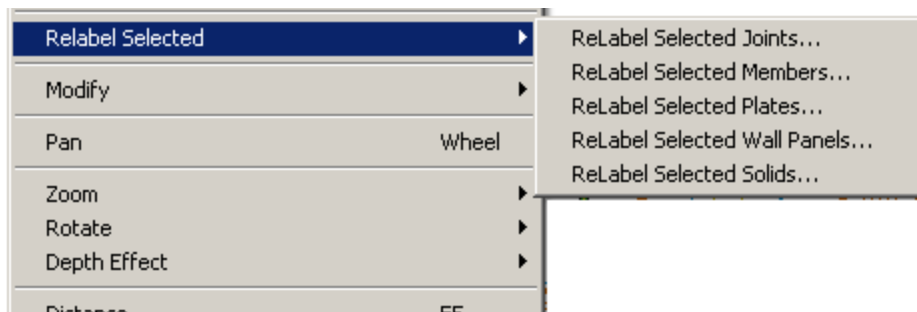 Relabel Selected
Modify
Pan Wheel
Zoom
Rotate
Depth Effect
ReLabel Selected Joints...
ReLabel Selected Members...
ReLabel Selected Plates...
ReLabel Selected Wall Panels...
ReLabel Selected Solids...